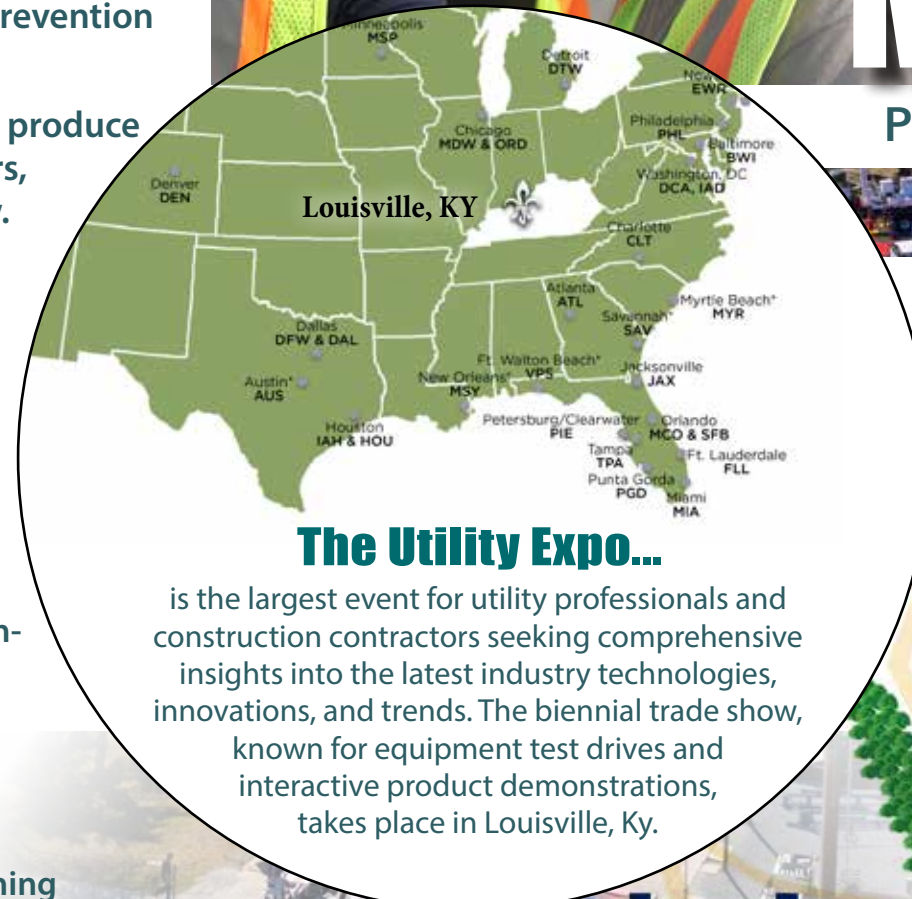 revention
produce
rs,
y.
n-
ning
P
Minneapolis
MSP
Detroit
DTW
EWR
Chicago
MDW & ORD
Philadelphia
PHL
Baltimore
BWI
Washington, DC
DCA, IAD
Denver
DEN
Louisville, KY
Charlotte
CLT
Atlanta
ATL
Myrtle Beach*
MYR
Savannah*
SAV
Dallas
DFW & DAL
Ft. Walton Beach*
VPS
Jacksonville
JAX
New Orleans*
MSY
Austin*
AUS
Houston
IAH & HOU
Petersburg/Clearwater
PIE
Orlando
MCO & SFB
Tampa
TPA
Ft. Lauderdale
FLL
Punta Gorda
PGD
Miami
MIA
The Utility Expo...
is the largest event for utility professionals and
construction contractors seeking comprehensive
insights into the latest industry technologies,
innovations, and trends. The biennial trade show,
known for equipment test drives and
interactive product demonstrations,
takes place in Louisville, Ky.